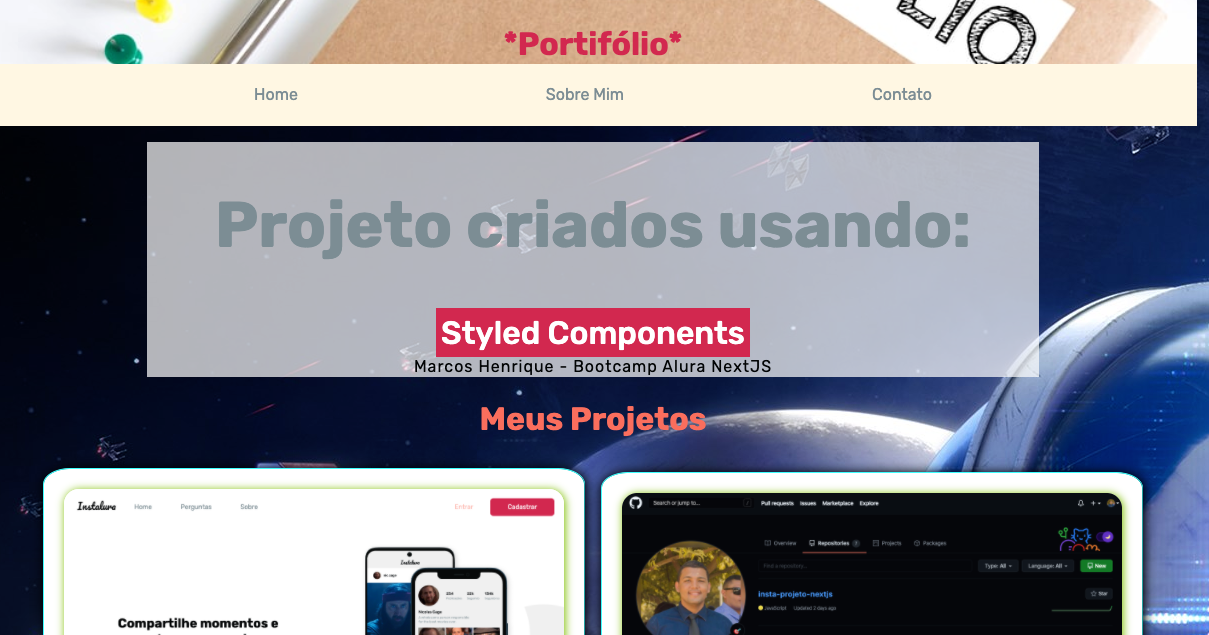 LIO
*Portifólio*
Home Sobre Mim Contato
Projeto criados usando:
Styled Components
Marcos Henrique - Bootcamp Alura NextJS
Meus Projetos
Instalura Home Perguntas Sobre Entrar Cadastrar
Compartilhe momentos e
Search or jump to... Pull requests Issues Marketplace Explore
Overview Repositories 7 Projects Packages
Find a repository... Type: All Language: All New
insta-projeto-nextjs Star
JavaScript Updated 2 days ago